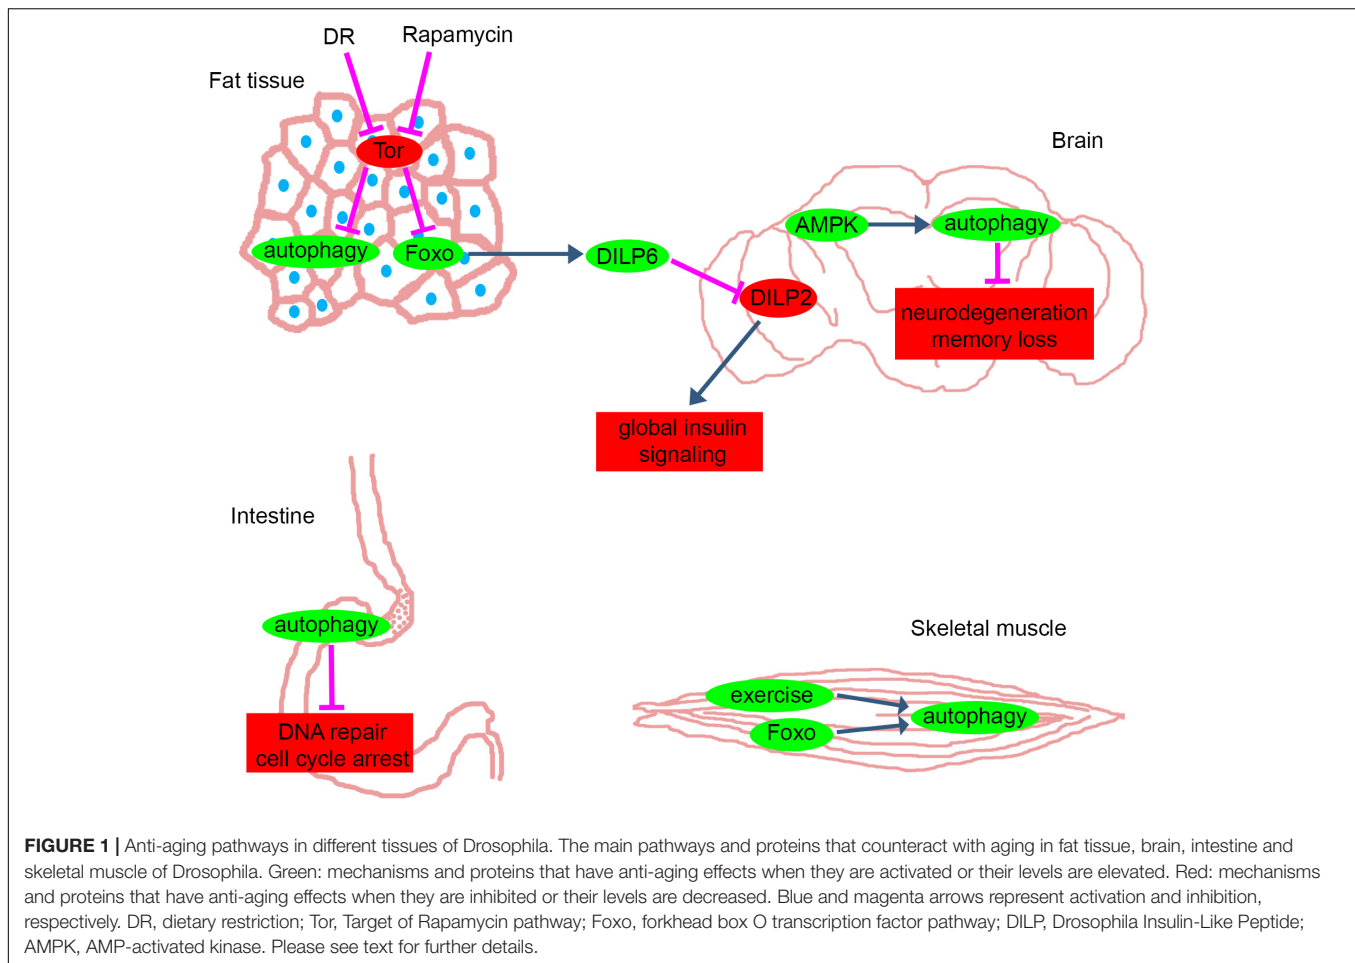 DR
Rapamycin
Fat tissue
Tor
autophagy
Foxo
DILP6
Brain
AMPK
autophagy
DILP2
neurodegeneration
memory loss
global insulin
signaling
Intestine
autophagy
DNA repair
cell cycle arrest
Skeletal muscle
exercise
Foxo
autophagy
FIGURE 1 | Anti-aging pathways in different tissues of Drosophila. The main pathways and proteins that counteract with aging in fat tissue, brain, intestine and
skeletal muscle of Drosophila. Green: mechanisms and proteins that have anti-aging effects when they are activated or their levels are elevated. Red: mechanisms
and proteins that have anti-aging effects when they are inhibited or their levels are decreased. Blue and magenta arrows represent activation and inhibition,
respectively. DR, dietary restriction; Tor, Target of Rapamycin pathway; Foxo, forkhead box O transcription factor pathway; DILP, Drosophila Insulin-Like Peptide;
AMPK, AMP-activated kinase. Please see text for further details.